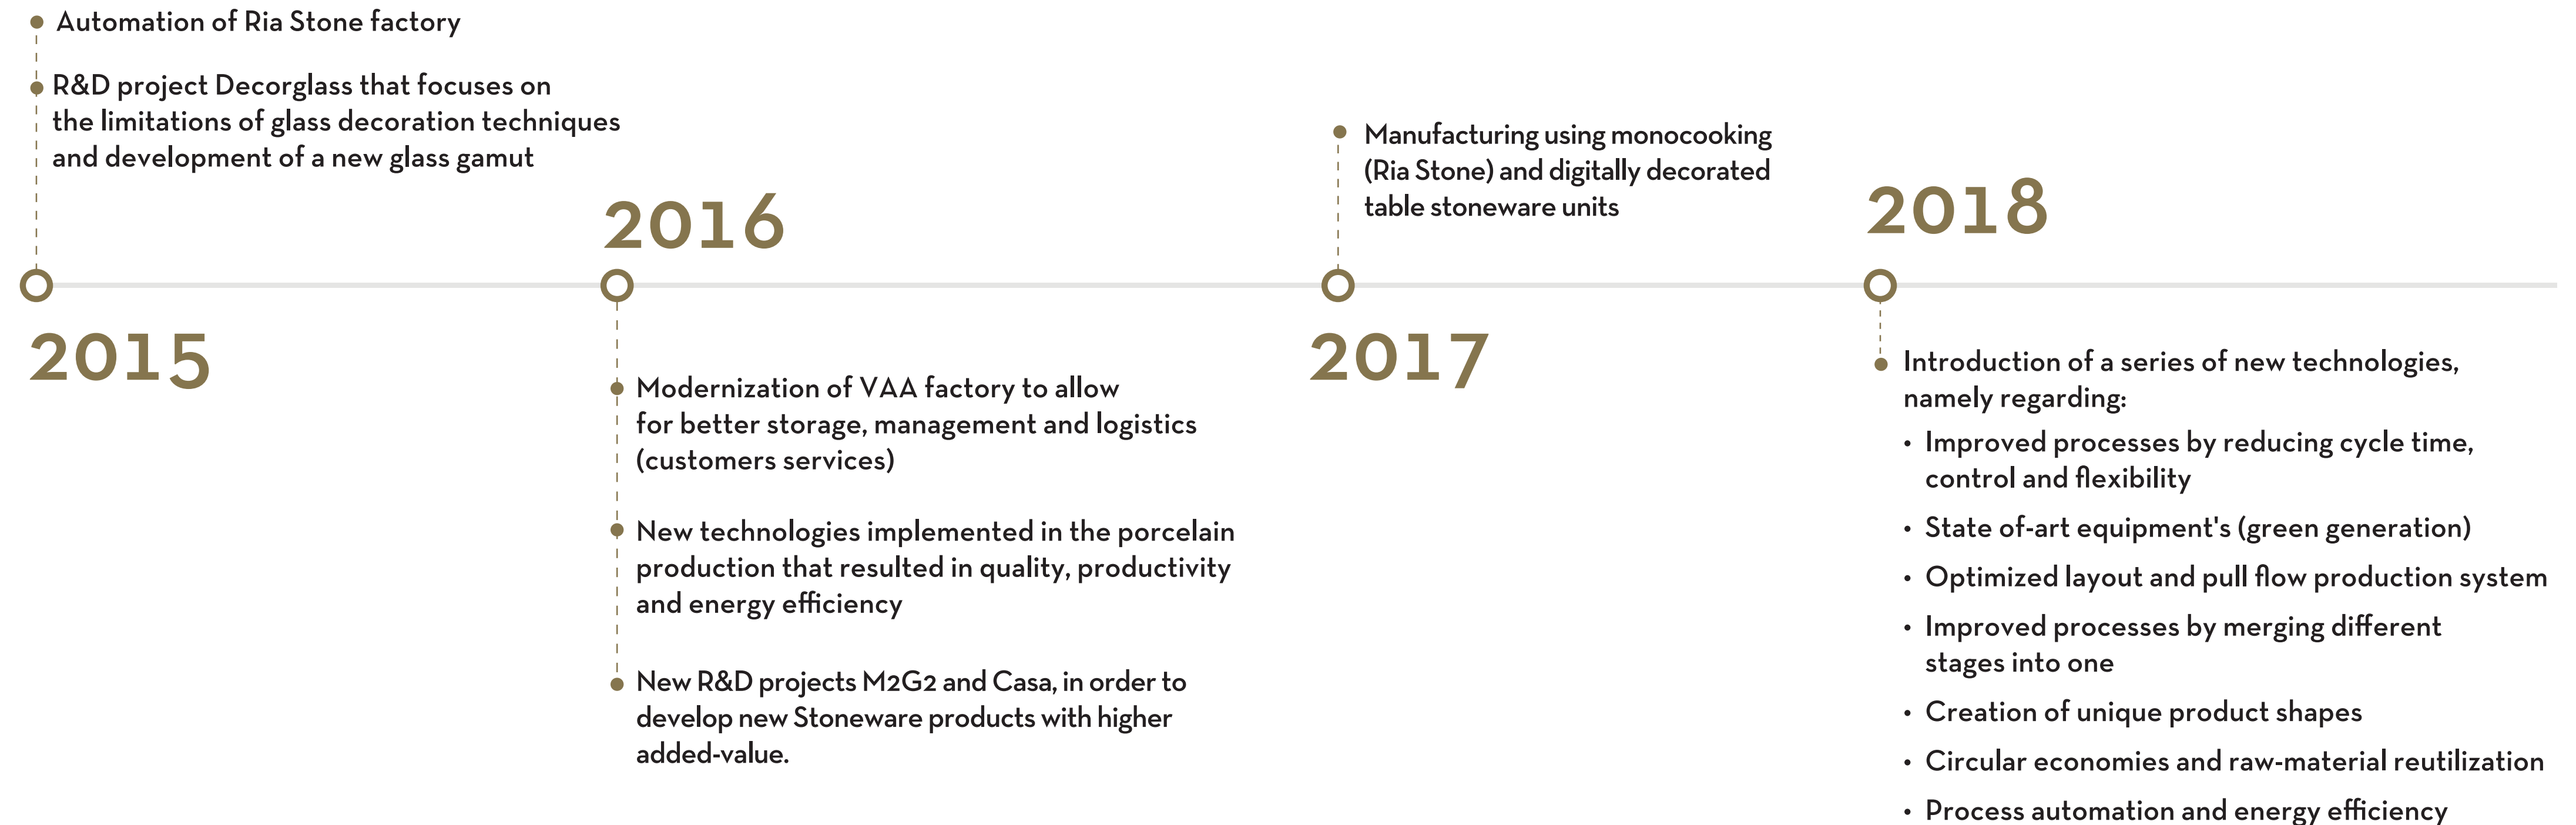 Automation of Ria Stone factory
R&D project Decorglass that focuses on
the limitations of glass decoration techniques
and development of a new glass gamut
2015
2016
Modernization of VAA factory to allow
for better storage, management and logistics
(customers services)
New technologies implemented in the porcelain
production that resulted in quality, productivity
and energy efficiency
New R&D projects M2G2 and Casa, in order to
develop new Stoneware products with higher
added-value.
Manufacturing using monocooking
(Ria Stone) and digitally decorated
table stoneware units
2017
2018
Introduction of a series of new technologies,
namely regarding:
• Improved processes by reducing cycle time,
control and flexibility
• State of-art equipment's (green generation)
• Optimized layout and pull flow production system
• Improved processes by merging different
stages into one
• Creation of unique product shapes
• Circular economies and raw-material reutilization
• Process automation and energy efficiency